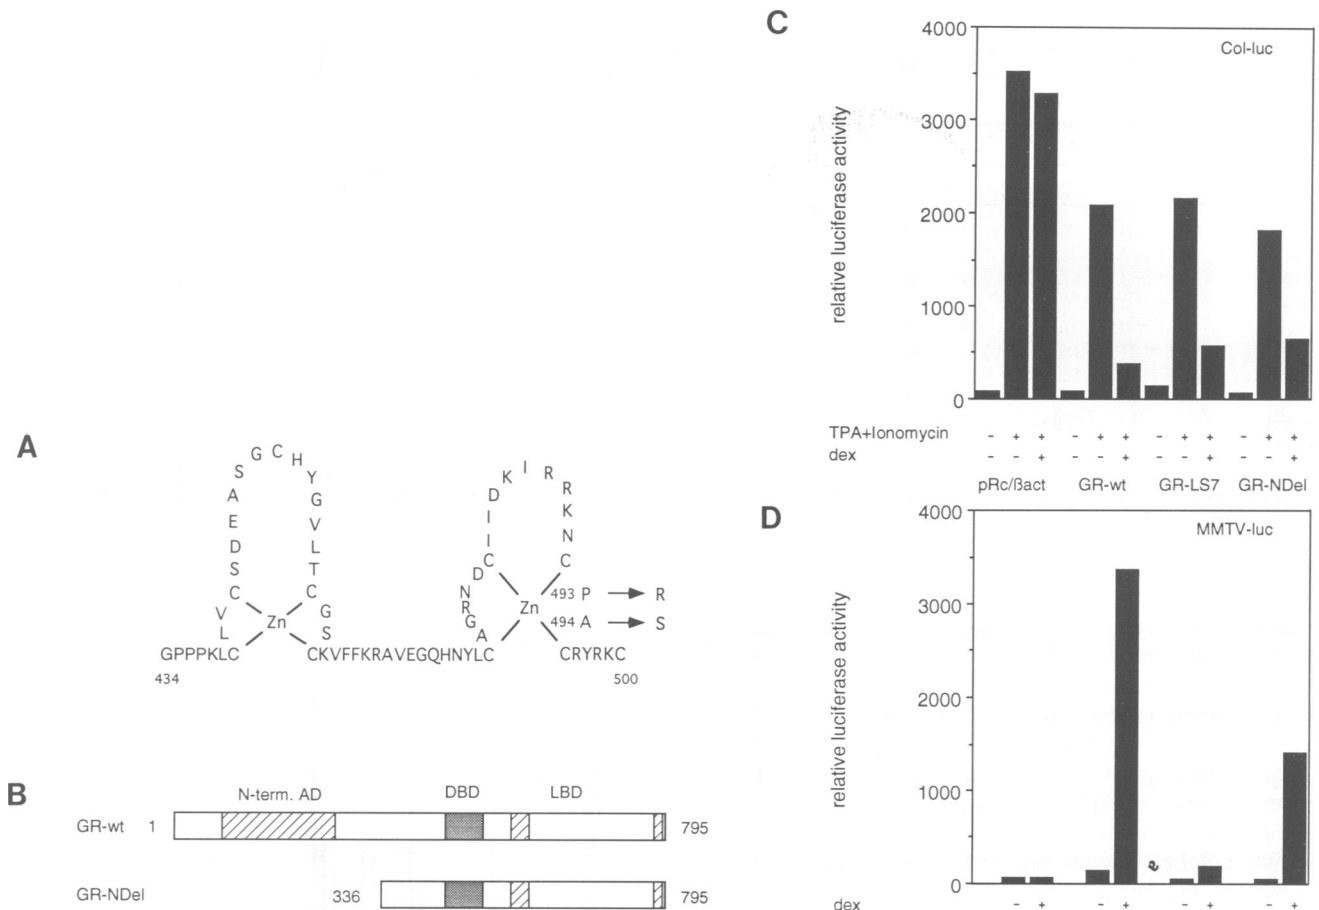 A
S G C H
A Y
E G
D V
S L
C T
V C
L G
Zn S
GPPPKLC CKVFFKRAVEGQHNYLC
434
D K I R R
I K
I N
C C
D
N
R
G
A
Zn
493 P R
494 A S
CRYRKC
500
B
N-term. AD DBD LBD
GR-wt 1 795
GR-NDel 336 795
C
Col-luc
relative luciferase activity
4000
3000
2000
1000
0
TPA+Ionomycin - + + - + + - + + - + +
dex - - + - - + - - + - - +
pRc/ßact GR-wt GR-LS7 GR-NDel
D
MMTV-luc
relative luciferase activity
4000
3000
2000
1000
0
dex - + - + - + - +